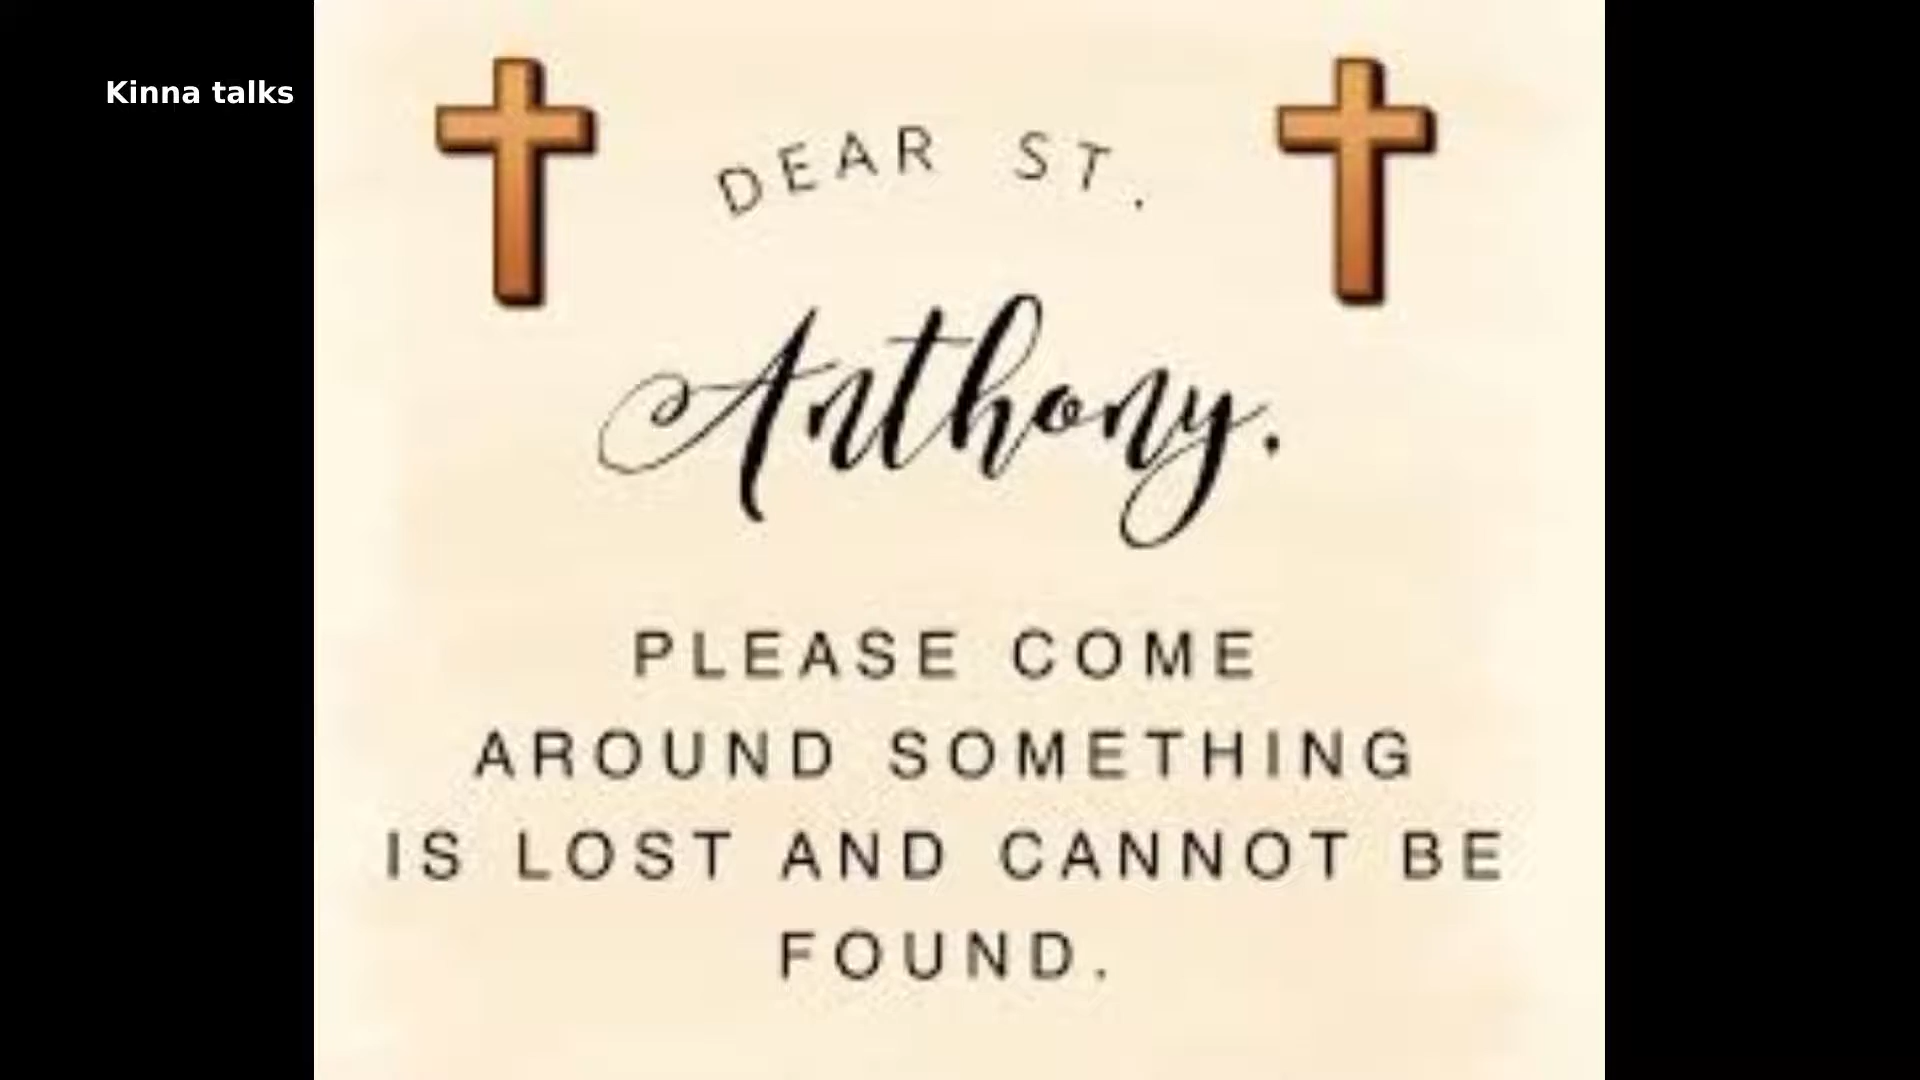 Kinna talks
DEAR ST.
Anthony.
PLEASE COME
AROUND SOMETHING
IS LOST AND CANNOT BE
FOUND.